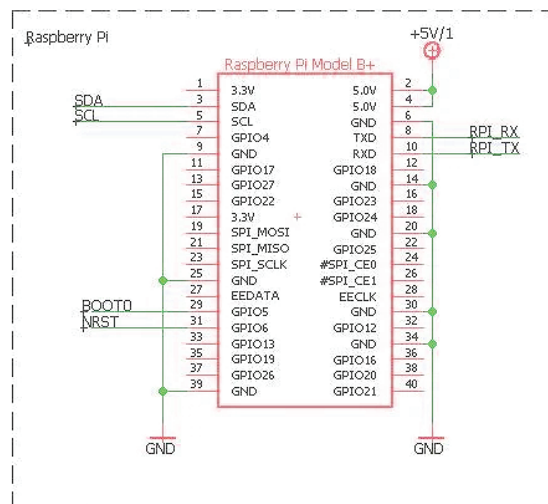 Raspberry Pi
+5V/1
Raspberry Pi Model B+
1 3.3V 5.0V 2
SDA 3 SDA 5.0V 4
SCL 5 SCL GND 6
7 GPIO4 TXD 8 RPI_RX
9 GND RXD 10 RPI_TX
11 GPIO17 GPIO18 12
13 GPIO27 GND 14
15 GPIO22 GPIO23 16
17 3.3V GPIO24 18
19 SPI_MOSI GND 20
21 SPI_MISO GPIO25 22
23 SPI_SCLK #SPI_CE0 24
25 GND #SPI_CE1 26
27 EEDATA EECLK 28
BOOT0 29 GPIO5 GND 30
NRST 31 GPIO6 GPIO12 32
33 GPIO13 GND 34
35 GPIO19 GPIO16 36
37 GPIO26 GPIO20 38
39 GND GPIO21 40
GND GND